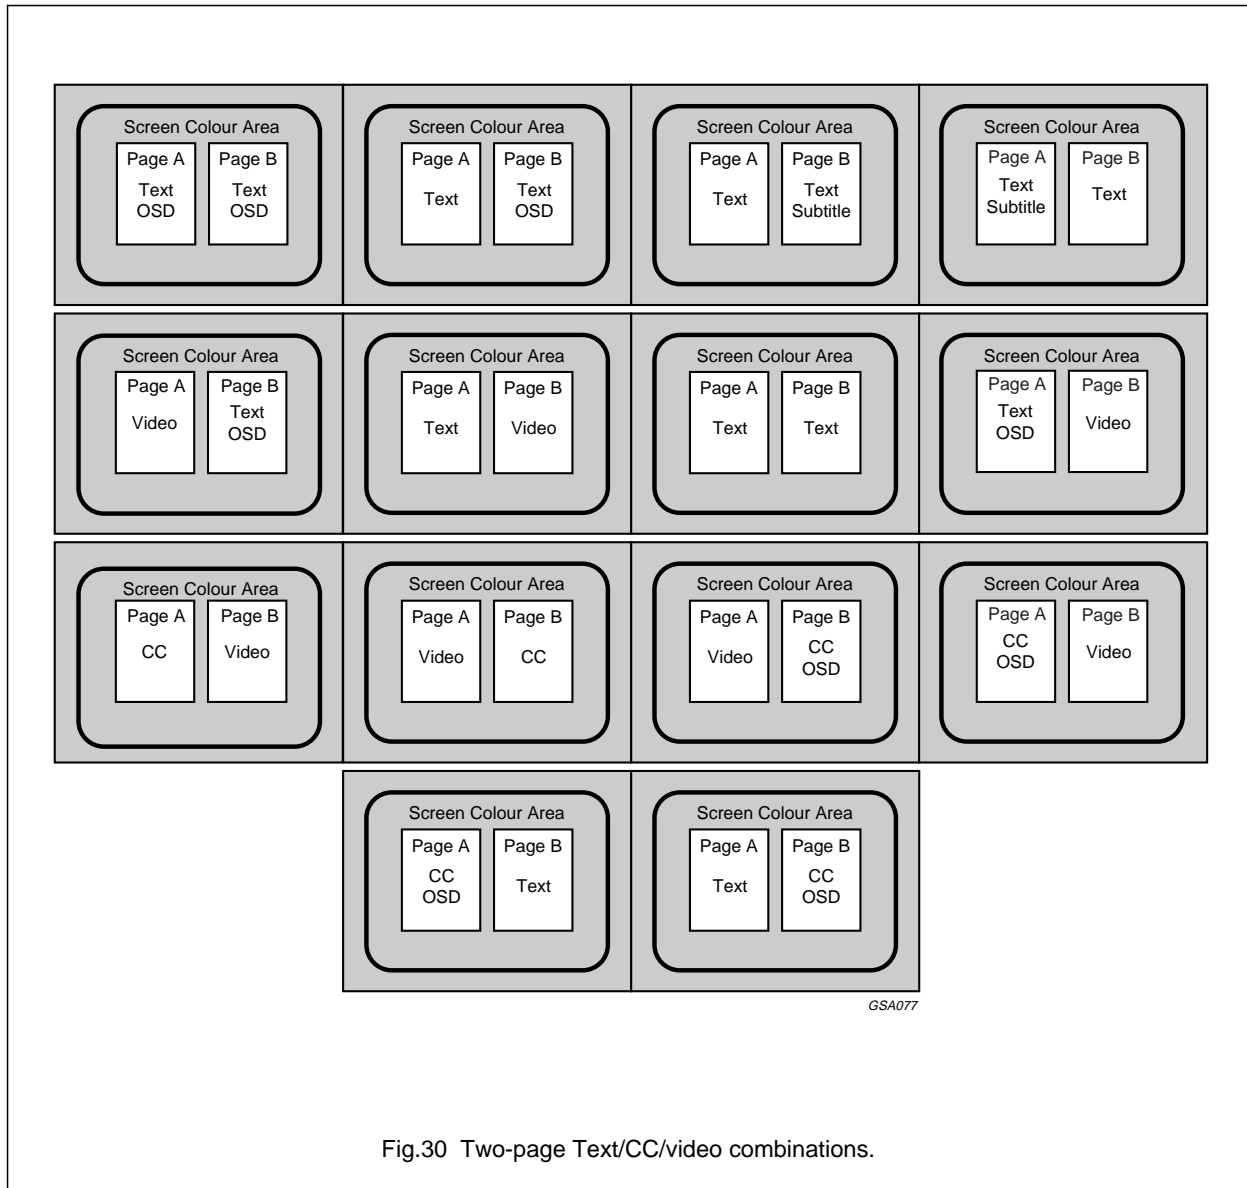 Screen Colour Area
Page A
Text
OSD
Page B
Text
OSD
Screen Colour Area
Page A
Text
Page B
Text
OSD
Screen Colour Area
Page A
Text
Page B
Text
Subtitle
Screen Colour Area
Page A
Text
Subtitle
Page B
Text
Screen Colour Area
Page A
Video
Page B
Text
OSD
Screen Colour Area
Page A
Text
Page B
Video
Screen Colour Area
Page A
Text
Page B
Text
Screen Colour Area
Page A
Text
OSD
Page B
Video
Screen Colour Area
Page A
CC
Page B
Video
Screen Colour Area
Page A
Video
Page B
CC
Screen Colour Area
Page A
Video
Page B
CC
OSD
Screen Colour Area
Page A
CC
OSD
Page B
Video
Screen Colour Area
Page A
CC
OSD
Page B
Text
Screen Colour Area
Page A
Text
Page B
CC
OSD
GSA077
Fig.30 Two-page Text/CC/video combinations.